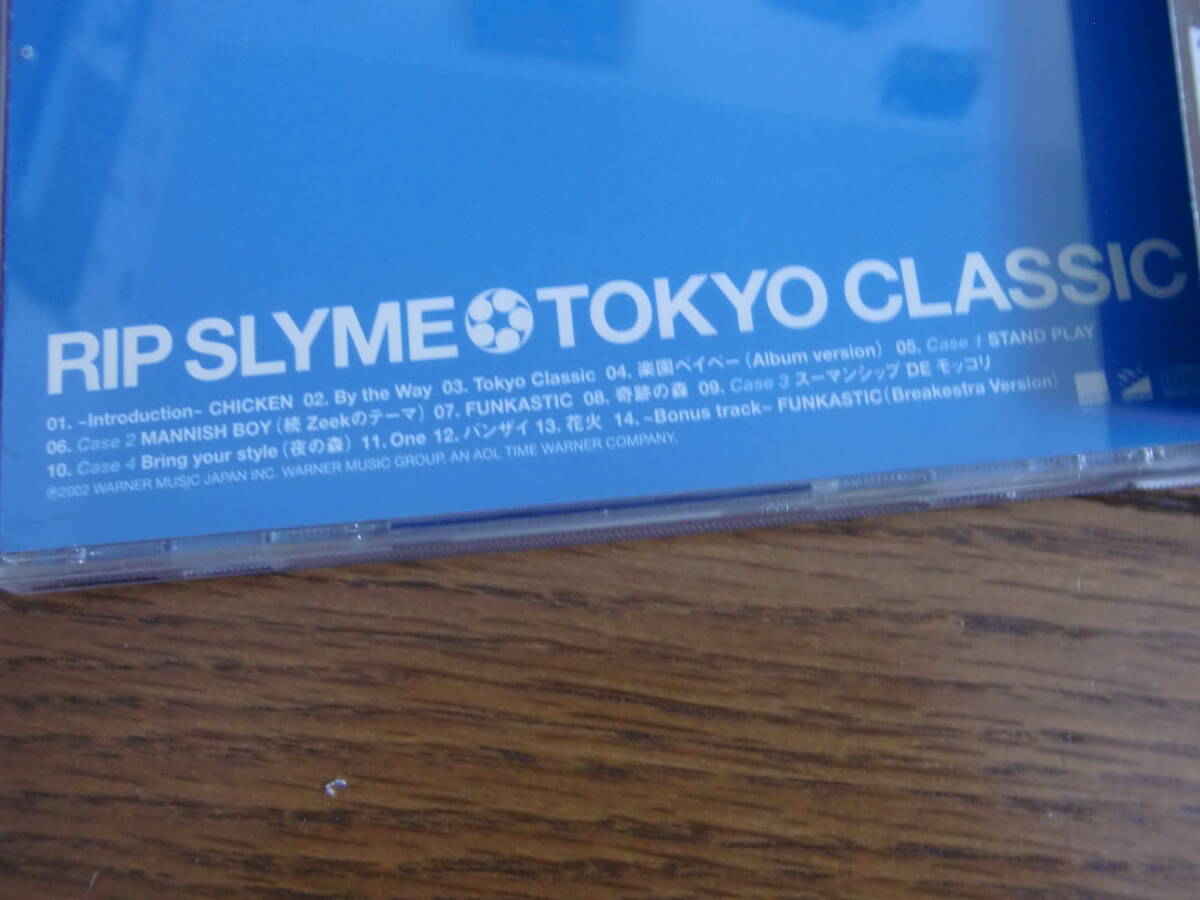 RIP SLYME TOKYO CLASSIC
01. ~Introduction~ CHICKEN 02. By the Way 03. Tokyo Classic 04. 楽園ベイベー (Album version) 05. Case 1 STAND PLAY
06. Case 2 MANNISH BOY (続 Zeekのテーマ) 07. FUNKASTIC 08. 奇跡の森 09. Case 3 スーマンシップ DE モッコリ
10. Case 4 Bring your style (夜の森) 11. One 12. バンザイ 13. 花火 14. ~Bonus track~ FUNKASTIC (Breakestra Version)
℗2002 WARNER MUSIC JAPAN INC. WARNER MUSIC GROUP. AN AOL TIME WARNER COMPANY.